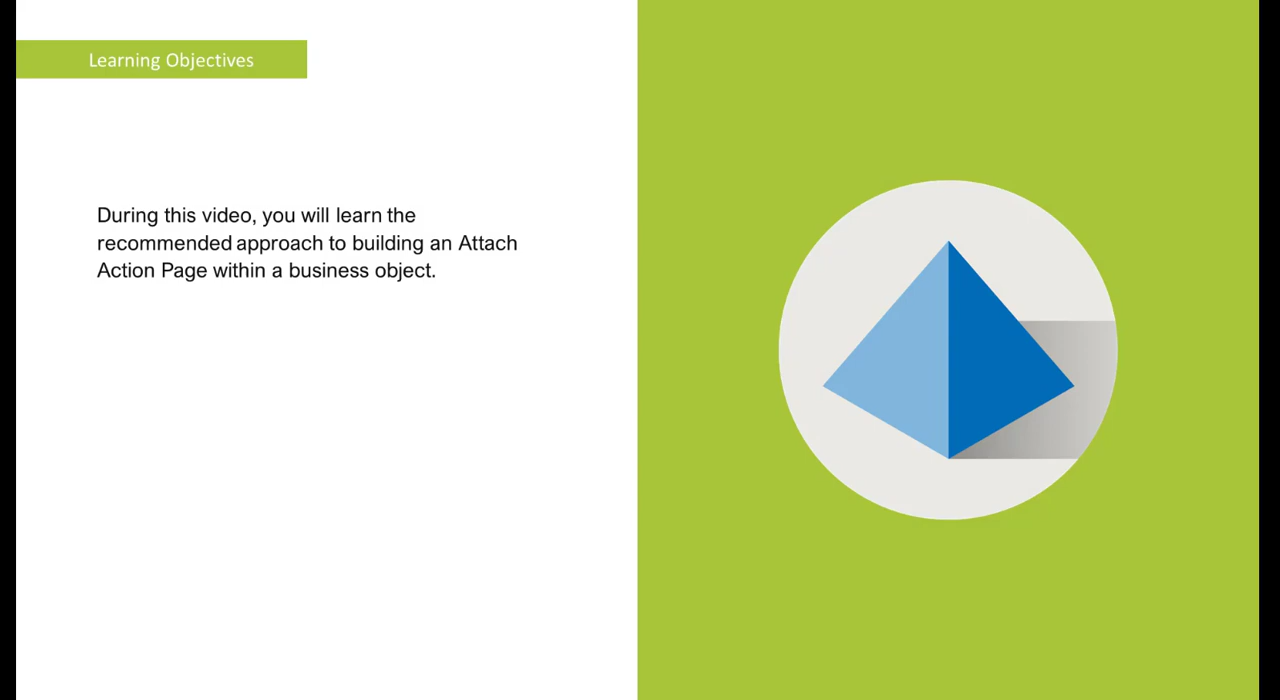 Learning Objectives
During this video, you will learn the
recommended approach to building an Attach
Action Page within a business object.